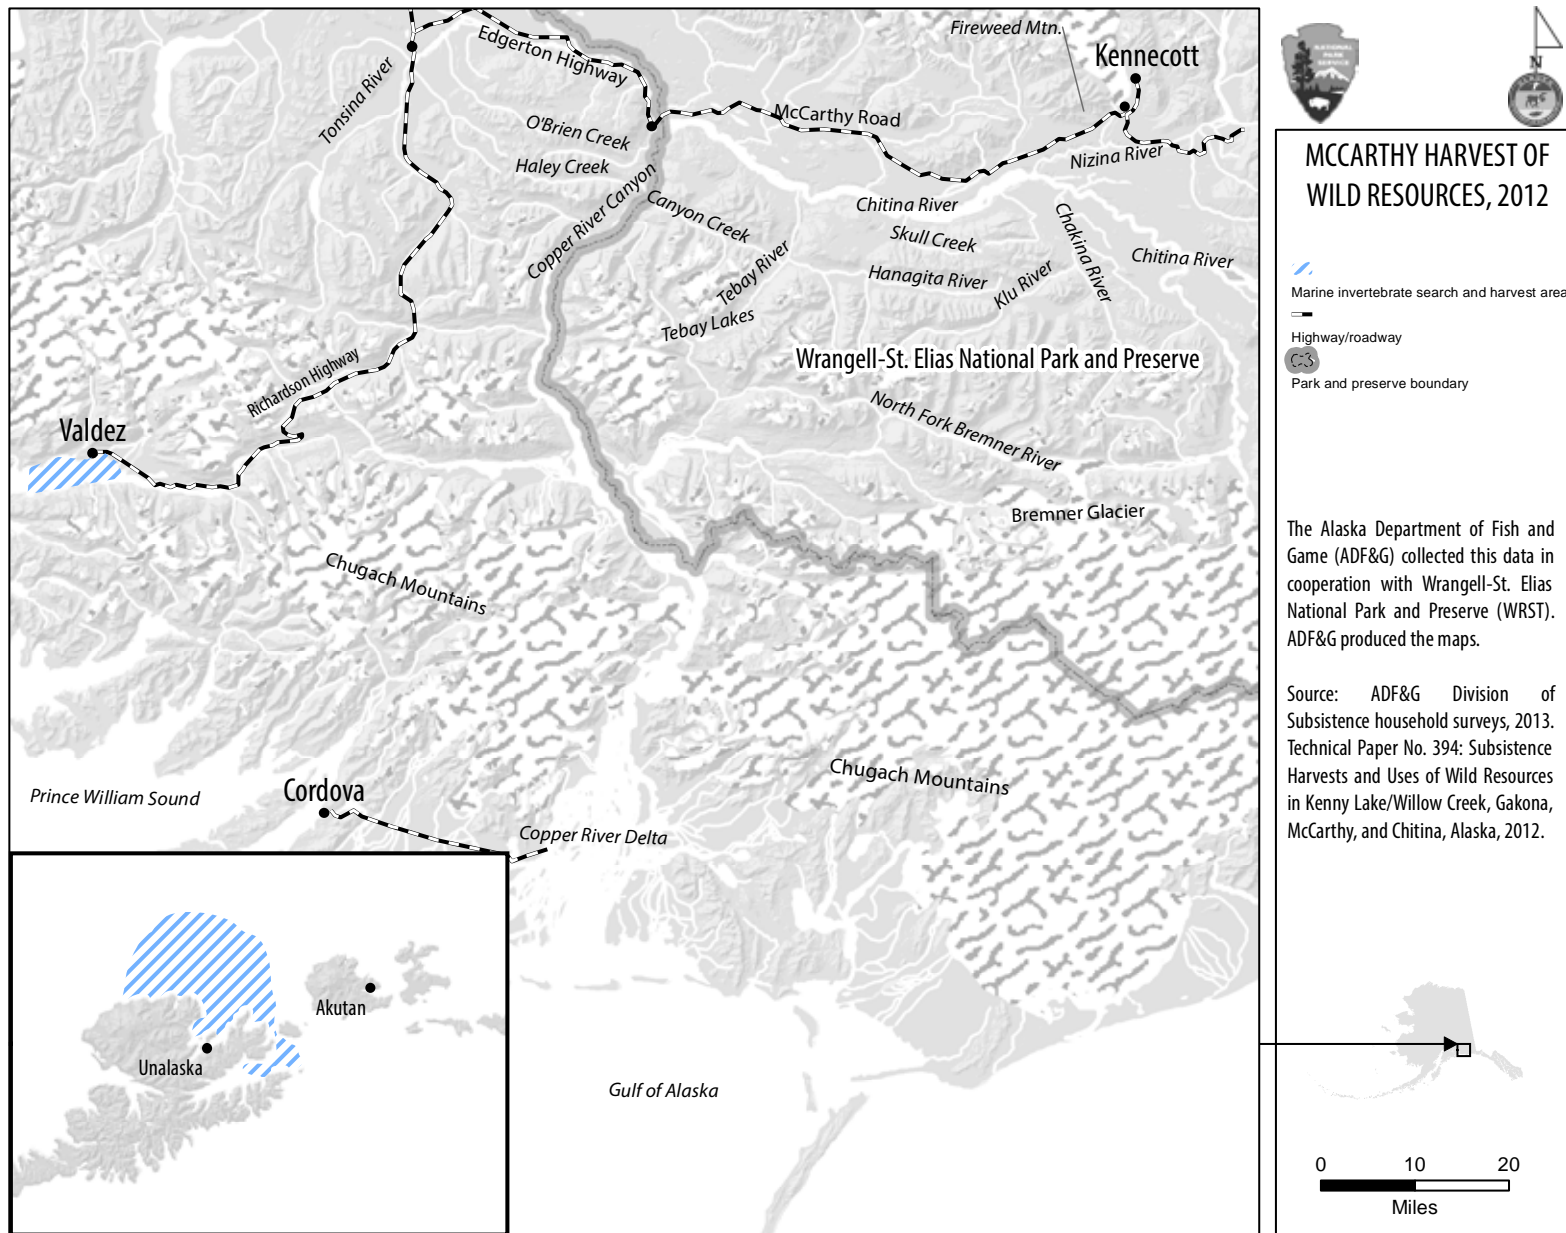 Fireweed Mtn.
Edgerton Highway
Kennecott
Tonsina River
McCarthy Road
O'Brien Creek
Haley Creek
Nizina River
Copper River Canyon
Canyon Creek
Chitina River
Chakina River
Skull Creek
Chitina River
Tebay River
Hanagita River
Klu River
Tebay Lakes
Wrangell-St. Elias National Park and Preserve
Richardson Highway
North Fork Bremner River
Valdez
Bremner Glacier
Chugach Mountains
Chugach Mountains
Prince William Sound
Cordova
Copper River Delta
Akutan
Unalaska
Gulf of Alaska
NATIONAL
PARK
SERVICE
N
MCCARTHY HARVEST OF
WILD RESOURCES, 2012
Marine invertebrate search and harvest area
Highway/roadway
Park and preserve boundary
The Alaska Department of Fish and
Game (ADF&G) collected this data in
cooperation with Wrangell-St. Elias
National Park and Preserve (WRST).
ADF&G produced the maps.
Source: ADF&G Division of
Subsistence household surveys, 2013.
Technical Paper No. 394: Subsistence
Harvests and Uses of Wild Resources
in Kenny Lake/Willow Creek, Gakona,
McCarthy, and Chitina, Alaska, 2012.
0 10 20
Miles